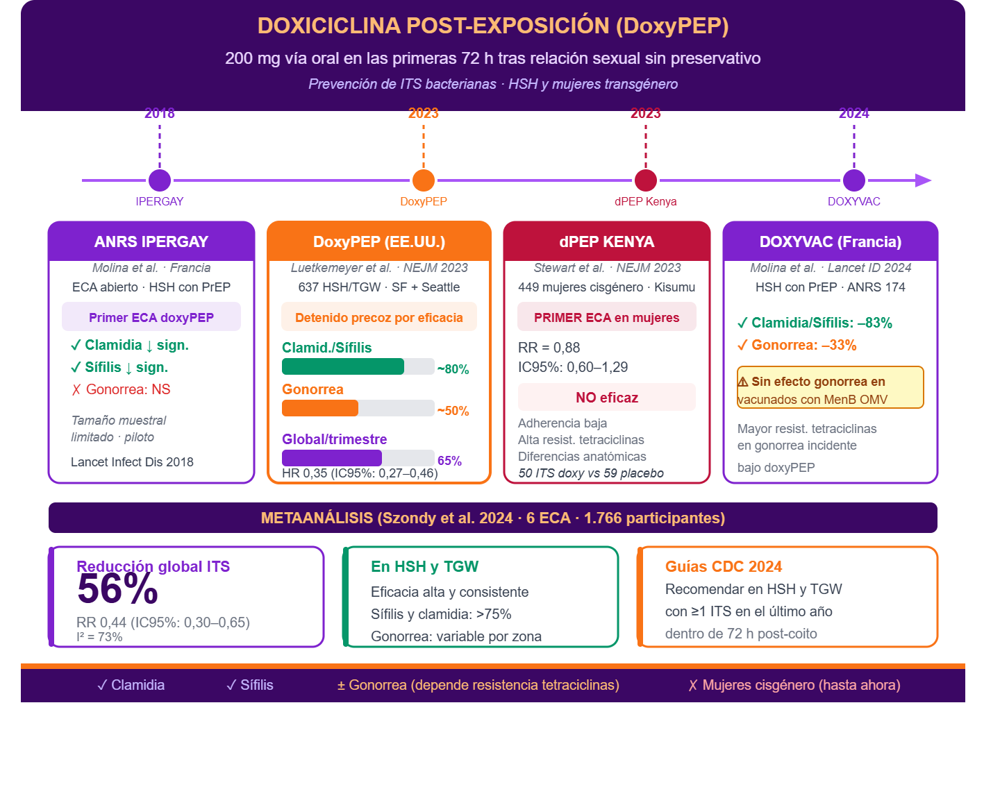 DOXICICLINA POST-EXPOSICIÓN (DoxyPEP)
200 mg vía oral en las primeras 72 h tras relación sexual sin preservativo
Prevención de ITS bacterianas · HSH y mujeres transgénero
2018
2023
2023
2024
IPERGAY
DoxyPEP
dPEP Kenya
DOXYVAC
ANRS IPERGAY
Molina et al. · Francia
ECA abierto · HSH con PrEP
Primer ECA doxyPEP
✓ Clamidia ↓ sign.
✓ Sífilis ↓ sign.
✗ Gonorrea: NS
Tamaño muestral
limitado · piloto
Lancet Infect Dis 2018
DoxyPEP (EE.UU.)
Luetkemeyer et al. · NEJM 2023
637 HSH/TGW · SF + Seattle
Detenido precoz por eficacia
Clamid./Sífilis
~80%
Gonorrea
~50%
Global/trimestre
65%
HR 0,35 (IC95%: 0,27–0,46)
dPEP KENYA
Stewart et al. · NEJM 2023
449 mujeres cisgénero · Kisumu
PRIMER ECA en mujeres
RR = 0,88
IC95%: 0,60–1,29
NO eficaz
Adherencia baja
Alta resist. tetraciclinas
Diferencias anatómicas
50 ITS doxy vs 59 placebo
DOXYVAC (Francia)
Molina et al. · Lancet ID 2024
HSH con PrEP · ANRS 174
✓ Clamidia/Sífilis: –83%
✓ Gonorrea: –33%
⚠ Sin efecto gonorrea en
vacunados con MenB OMV
Mayor resist. tetraciclinas
en gonorrea incidente
bajo doxyPEP
METAANÁLISIS (Szondy et al. 2024 · 6 ECA · 1.766 participantes)
Reducción global ITS
56%
RR 0,44 (IC95%: 0,30–0,65)
I² = 73%
En HSH y TGW
Eficacia alta y consistente
Sífilis y clamidia: >75%
Gonorrea: variable por zona
Guías CDC 2024
Recomendar en HSH y TGW
con ≥1 ITS en el último año
dentro de 72 h post-coito
✓ Clamidia
✓ Sífilis
± Gonorrea (depende resistencia tetraciclinas)
✗ Mujeres cisgénero (hasta ahora)